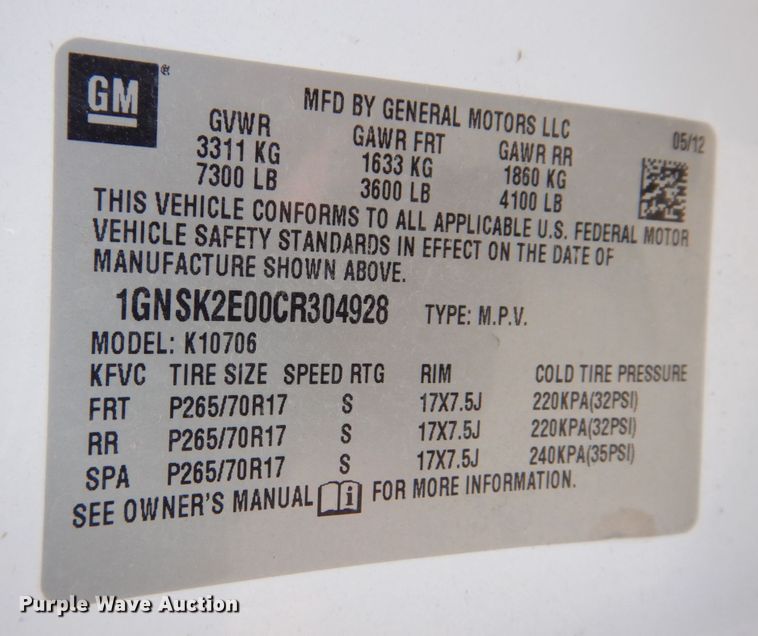 GM ®
MFD BY GENERAL MOTORS LLC
05/12
GVWR GAWR FRT GAWR RR
3311 KG 1633 KG 1860 KG
7300 LB 3600 LB 4100 LB
THIS VEHICLE CONFORMS TO ALL APPLICABLE U.S. FEDERAL MOTOR
VEHICLE SAFETY STANDARDS IN EFFECT ON THE DATE OF
MANUFACTURE SHOWN ABOVE.
1GNSK2E00CR304928 TYPE: M.P.V.
MODEL: K10706
KFVC TIRE SIZE SPEED RTG RIM COLD TIRE PRESSURE
FRT P265/70R17 S 17X7.5J 220KPA(32PSI)
RR P265/70R17 S 17X7.5J 220KPA(32PSI)
SPA P265/70R17 S 17X7.5J 240KPA(35PSI)
SEE OWNER'S MANUAL i FOR MORE INFORMATION.
Purple Wave Auction